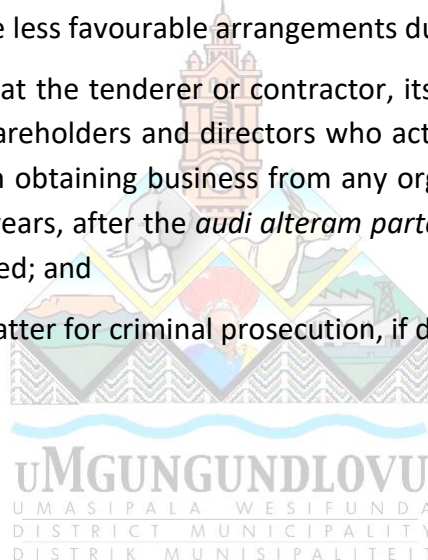 e less favourable arrangements du
at the tenderer or contractor, its
areholders and directors who act
n obtaining business from any org
years, after the audi alteram parte
ed; and
atter for criminal prosecution, if d
uMGUNGUNDLOVU
UMASIPALA WESIFUNDA
DISTRICT MUNICIPALITY
DISTRIK MUNISIPALITEIT